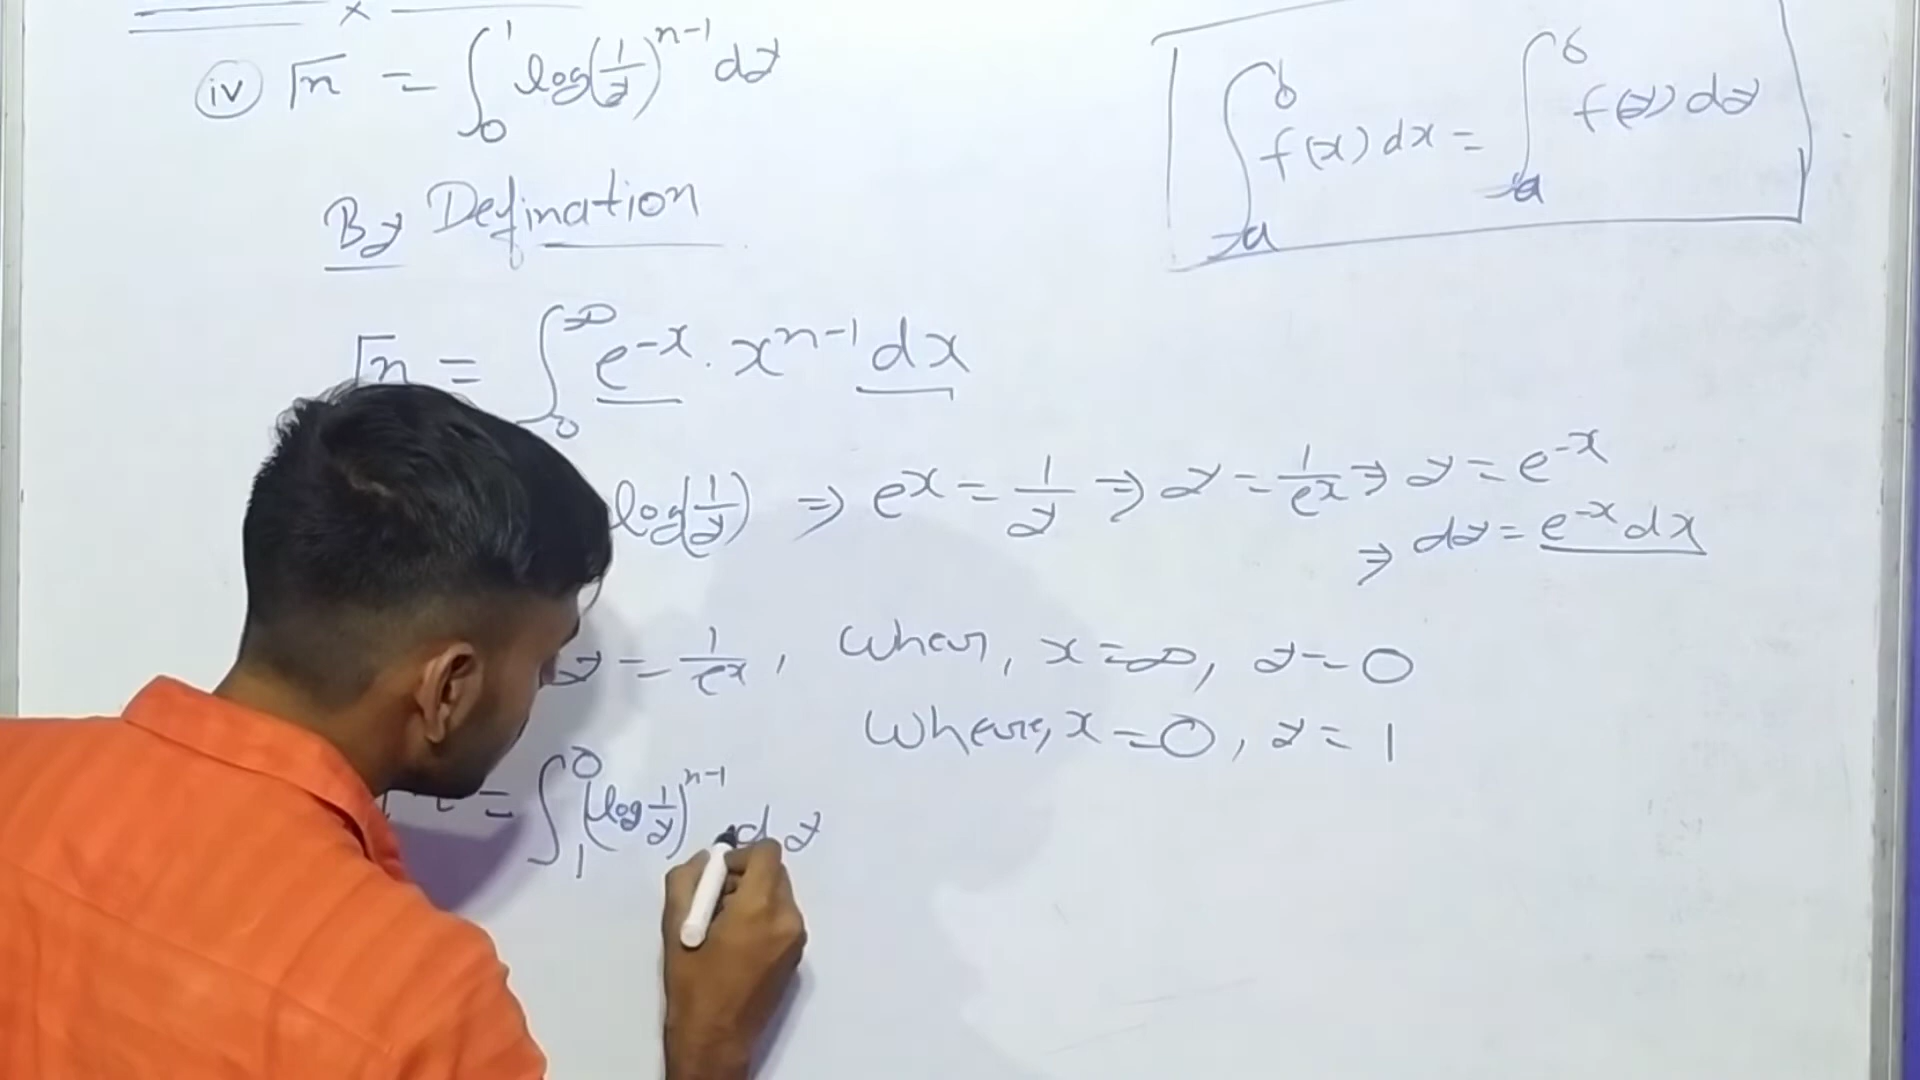 (iv) Γn = ∫₀¹ log(1/y)ⁿ⁻¹ dy
∫ₐᵇ f(x) dx = ∫ₐᵇ f(y) dy
By Defination
Γn = ∫₀^∞ e⁻ˣ · xⁿ⁻¹ dx
log(1/y) ⇒ eˣ = 1/y ⇒ y = 1/eˣ ⇒ y = e⁻ˣ
⇒ dy = e⁻ˣ dx
y = 1/eˣ, When, x = ∞, y = 0
When, x = 0, y = 1
= ∫₁⁰ (log 1/y)ⁿ⁻¹ dy